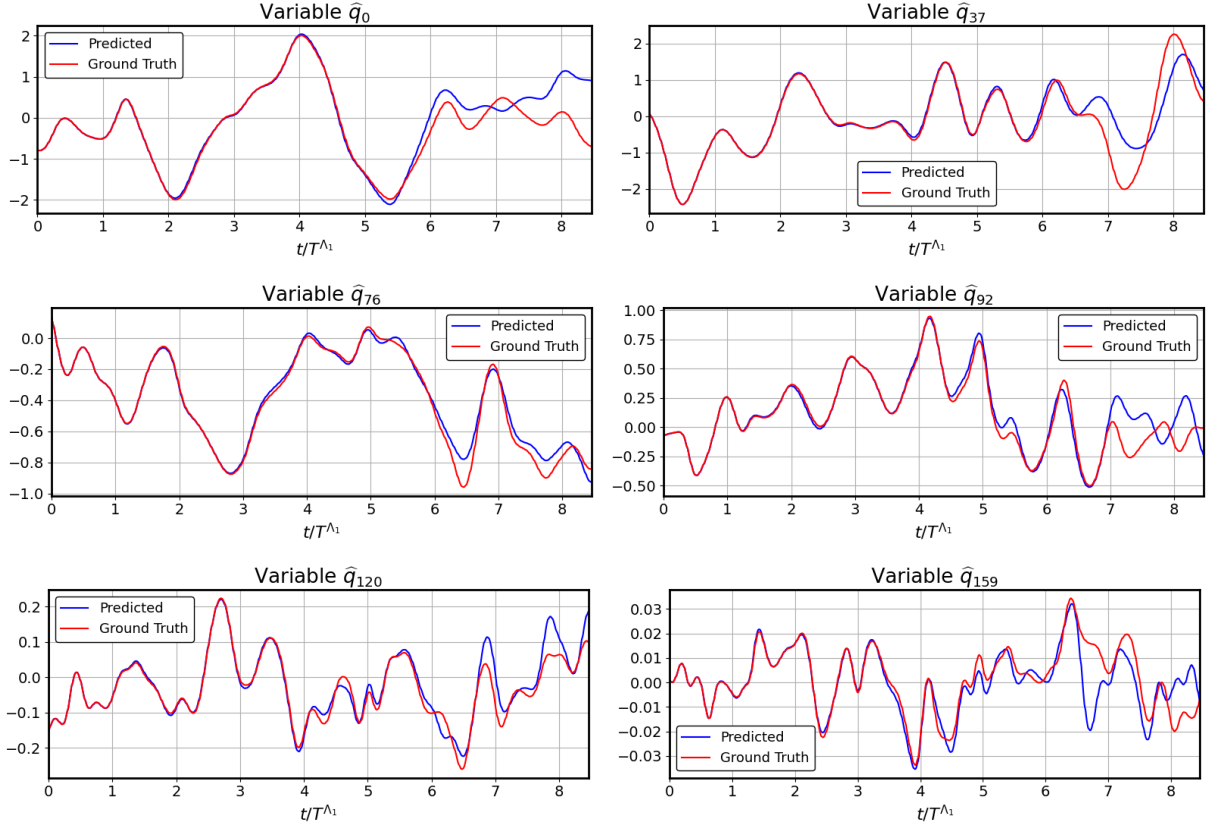 Variable q̂₀
2
1
0
−1
−2
Predicted
Ground Truth
0 1 2 3 4 5 6 7 8
t/T^Λ₁
Variable q̂₃₇
2
1
0
−1
−2
Predicted
Ground Truth
0 1 2 3 4 5 6 7 8
t/T^Λ₁
Variable q̂₇₆
0.0
−0.2
−0.4
−0.6
−0.8
−1.0
Predicted
Ground Truth
0 1 2 3 4 5 6 7 8
t/T^Λ₁
Variable q̂₉₂
1.00
0.75
0.50
0.25
0.00
−0.25
−0.50
Predicted
Ground Truth
0 1 2 3 4 5 6 7 8
t/T^Λ₁
Variable q̂₁₂₀
0.2
0.1
0.0
−0.1
−0.2
Predicted
Ground Truth
0 1 2 3 4 5 6 7 8
t/T^Λ₁
Variable q̂₁₅₉
0.03
0.02
0.01
0.00
−0.01
−0.02
−0.03
Predicted
Ground Truth
0 1 2 3 4 5 6 7 8
t/T^Λ₁